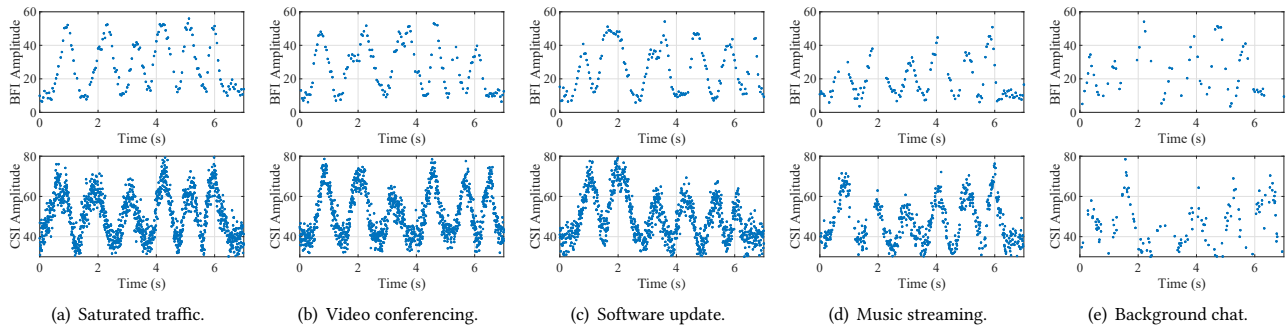 60
40
20
0
BFI Amplitude
0 2 4 6
Time (s)
80
60
40
CSI Amplitude
0 2 4 6
Time (s)
(a) Saturated traffic.
60
40
20
0
BFI Amplitude
0 2 4 6
Time (s)
80
60
40
CSI Amplitude
0 2 4 6
Time (s)
(b) Video conferencing.
60
40
20
0
BFI Amplitude
0 2 4 6
Time (s)
80
60
40
CSI Amplitude
0 2 4 6
Time (s)
(c) Software update.
60
40
20
0
BFI Amplitude
0 2 4 6
Time (s)
80
60
40
CSI Amplitude
0 2 4 6
Time (s)
(d) Music streaming.
60
40
20
0
BFI Amplitude
0 2 4 6
Time (s)
80
60
40
CSI Amplitude
0 2 4 6
Time (s)
(e) Background chat.